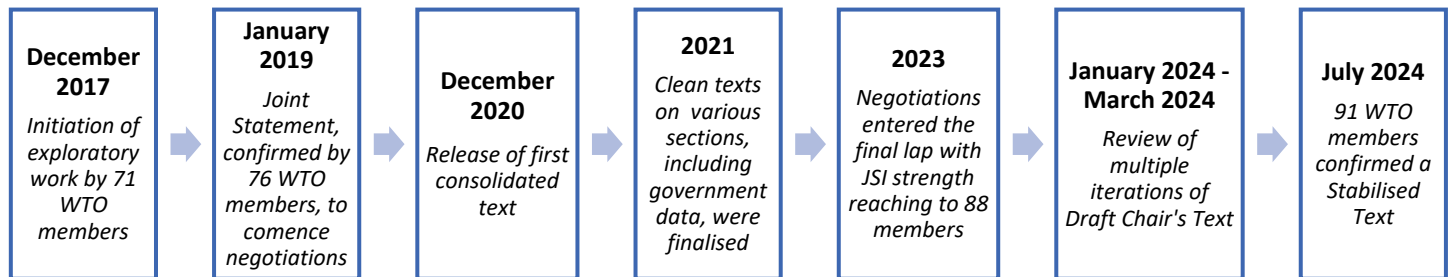 December
2017
Initiation of
exploratory
work by 71
WTO
members
January
2019
Joint
Statement,
confirmed by
76 WTO
members, to
comence
negotiations
December
2020
Release of first
consolidated
text
2021
Clean texts
on various
sections,
including
government
data, were
finalised
2023
Negotiations
entered the
final lap with
JSI strength
reaching to 88
members
January 2024 -
March 2024
Review of
multiple
iterations of
Draft Chair's Text
July 2024
91 WTO
members
confirmed a
Stabilised
Text